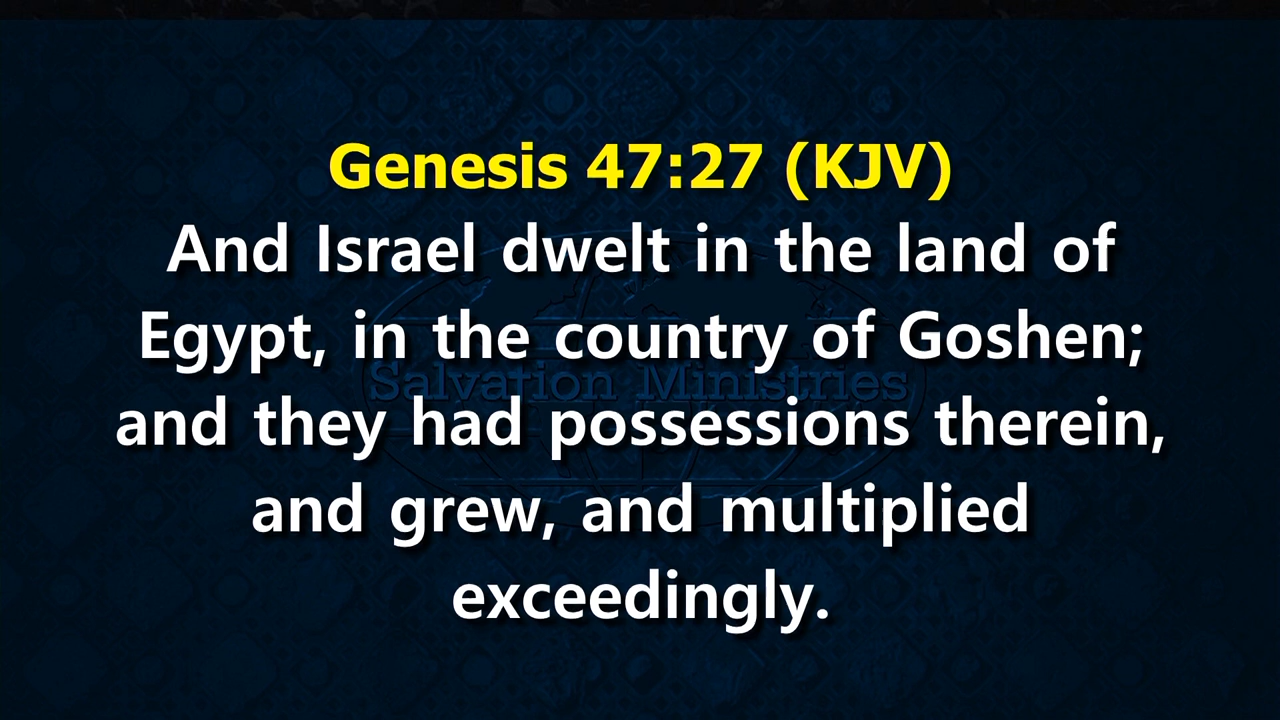 Genesis 47:27 (KJV)
And Israel dwelt in the land of
Egypt, in the country of Goshen;
Salvation Ministries
and they had possessions therein,
and grew, and multiplied
exceedingly.